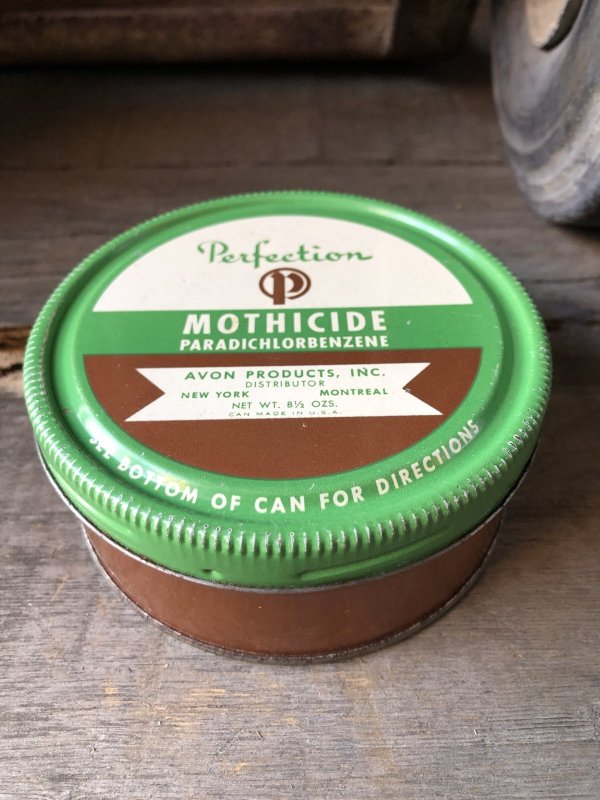 Perfection
P
MOTHICIDE
PARADICHLORBENZENE
AVON PRODUCTS, INC.
DISTRIBUTOR
NEW YORK MONTREAL
NET WT. 8½ OZS.
CAN MADE IN U.S.A.
SEE BOTTOM OF CAN FOR DIRECTIONS